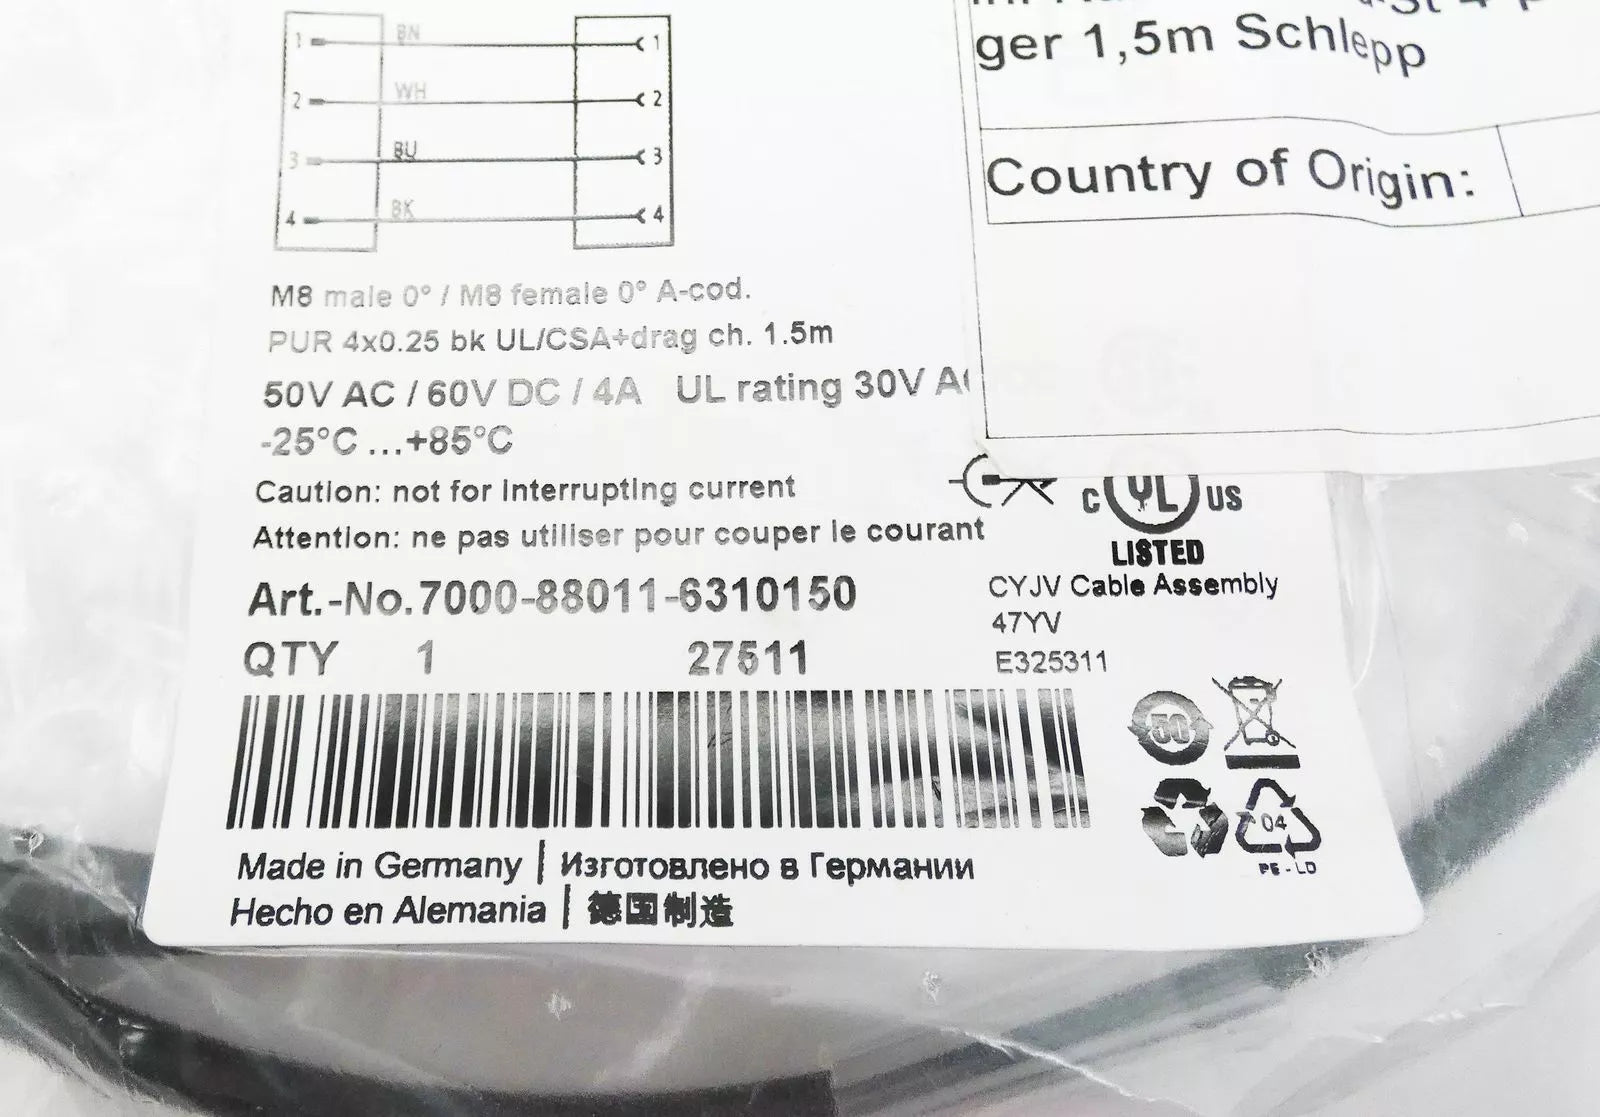 1 BN 1
2 WH 2
3 BU 3
4 BK 4
M8 male 0° / M8 female 0° A-cod.
PUR 4x0.25 bk UL/CSA+drag ch. 1.5m
50V AC / 60V DC / 4A UL rating 30V
-25°C ...+85°C
Caution: not for interrupting current
Attention: ne pas utiliser pour couper le courant
Art.-No.7000-88011-6310150
QTY 1 27511
ger 1,5m Schlepp
Country of Origin:
C UL US
LISTED
CYJV Cable Assembly
47YV
E325311
50
04
PE-LD
Made in Germany | Изготовлено в Германии
Hecho en Alemania | 德国制造